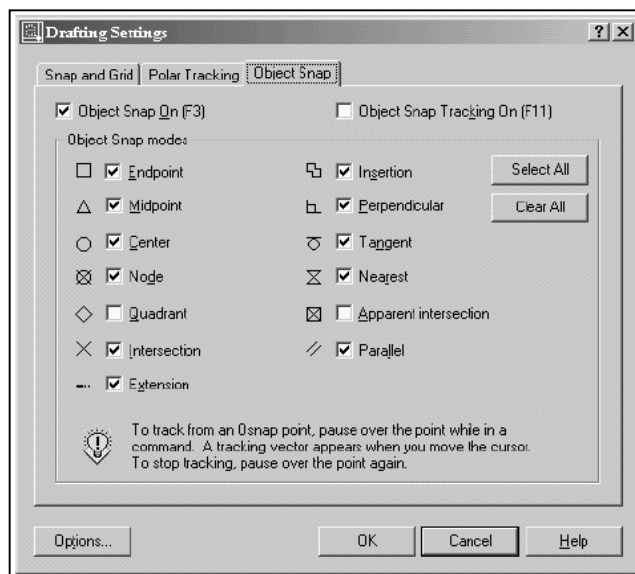 Drafting Settings
Snap and Grid Polar Tracking Object Snap
Object Snap On (F3) Object Snap Tracking On (F11)
Object Snap modes
Endpoint Insertion Select All
Midpoint Perpendicular Clear All
Center Tangent
Node Nearest
Quadrant Apparent intersection
Intersection Parallel
Extension
To track from an Osnap point, pause over the point while in a
command. A tracking vector appears when you move the cursor.
To stop tracking, pause over the point again.
Options... OK Cancel Help